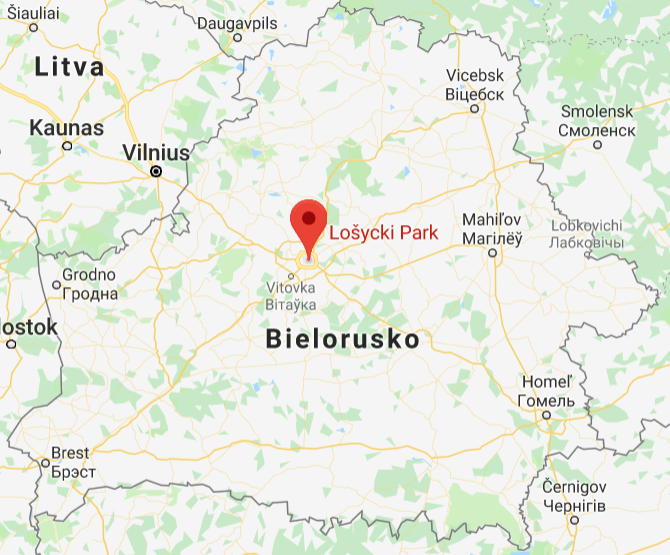 Šiauliai
Daugavpils
Litva
Vicebsk
Віцебск
Smolensk
Смоленск
Kaunas
Vilnius
Lošycki Park
Mahiľov
Магілёў
Lobkovichi
Лабковічы
Grodno
Гродна
Vitovka
Вітаўка
Bielorusko
Homeľ
Гомель
Brest
Брэст
Černigov
Чернігів